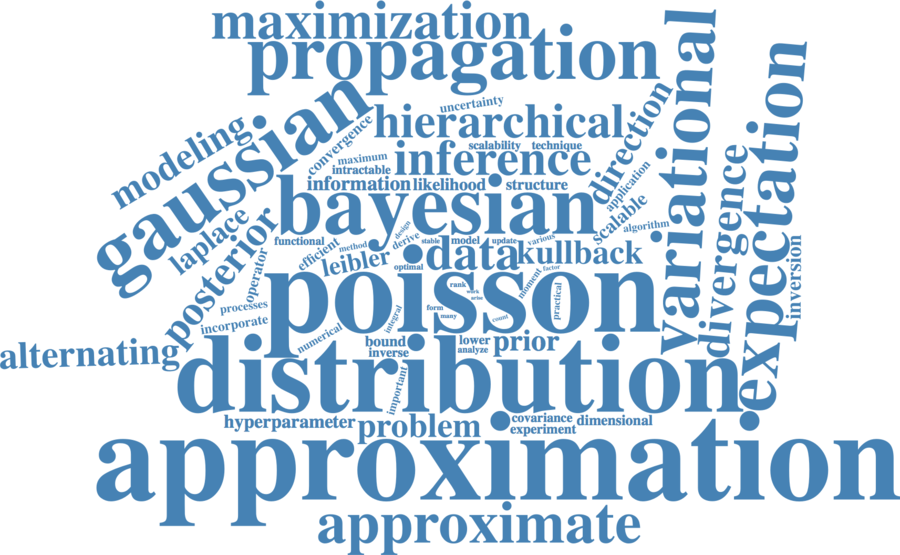 maximization
propagation
variational
expectation
gaussian
modeling
uncertainty
hierarchical
direction
convergence
scalability
technique
maximum
intractable
inference
divergence
information
likelihood
structure
application
laplace
posterior
bayesian
scalable
algorithm
functional
efficient
method
derive
design
stable
model
update
various
leibler
optimal
data
kullback
inversion
operator
poisson
rank
work
arise
moment
factor
practical
processes
incorporate
numerical
integral
form
many
count
alternating
bound
inverse
lower
analyze
prior
distribution
important
hyperparameter
problem
covariance
dimensional
experiment
approximation
approximate